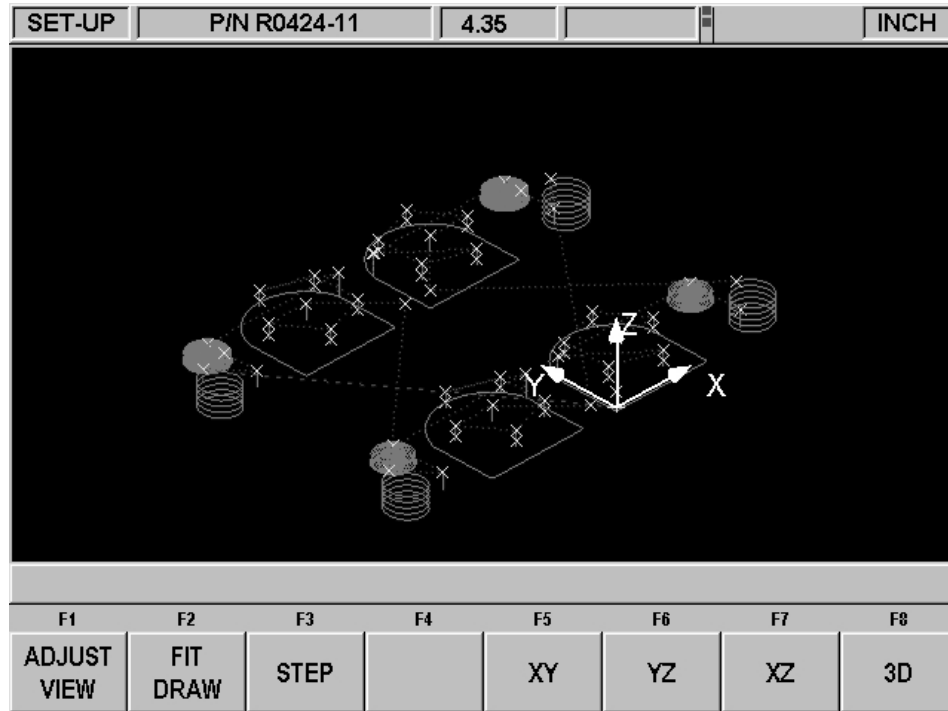 SET-UP P/N R0424-11 4.35 INCH
Z
Y X
F1 F2 F3 F4 F5 F6 F7 F8
ADJUST VIEW FIT DRAW STEP XY YZ XZ 3D